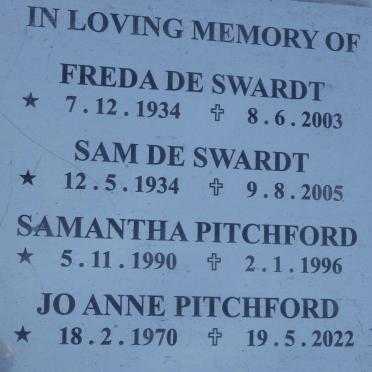 IN LOVING MEMORY OF
FREDA DE SWARDT
★ 7.12.1934 ✞ 8.6.2003
SAM DE SWARDT
★ 12.5.1934 ✞ 9.8.2005
SAMANTHA PITCHFORD
★ 5.11.1990 ✞ 2.1.1996
JO ANNE PITCHFORD
★ 18.2.1970 ✞ 19.5.2022